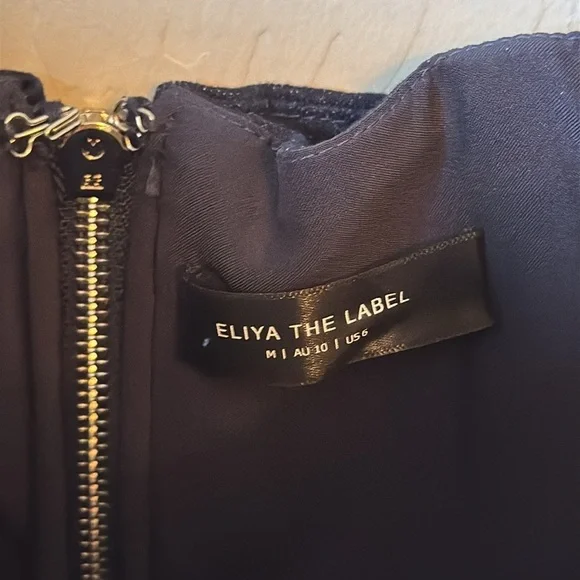 ELIYA THE LABEL
M | AU 10 | US 6